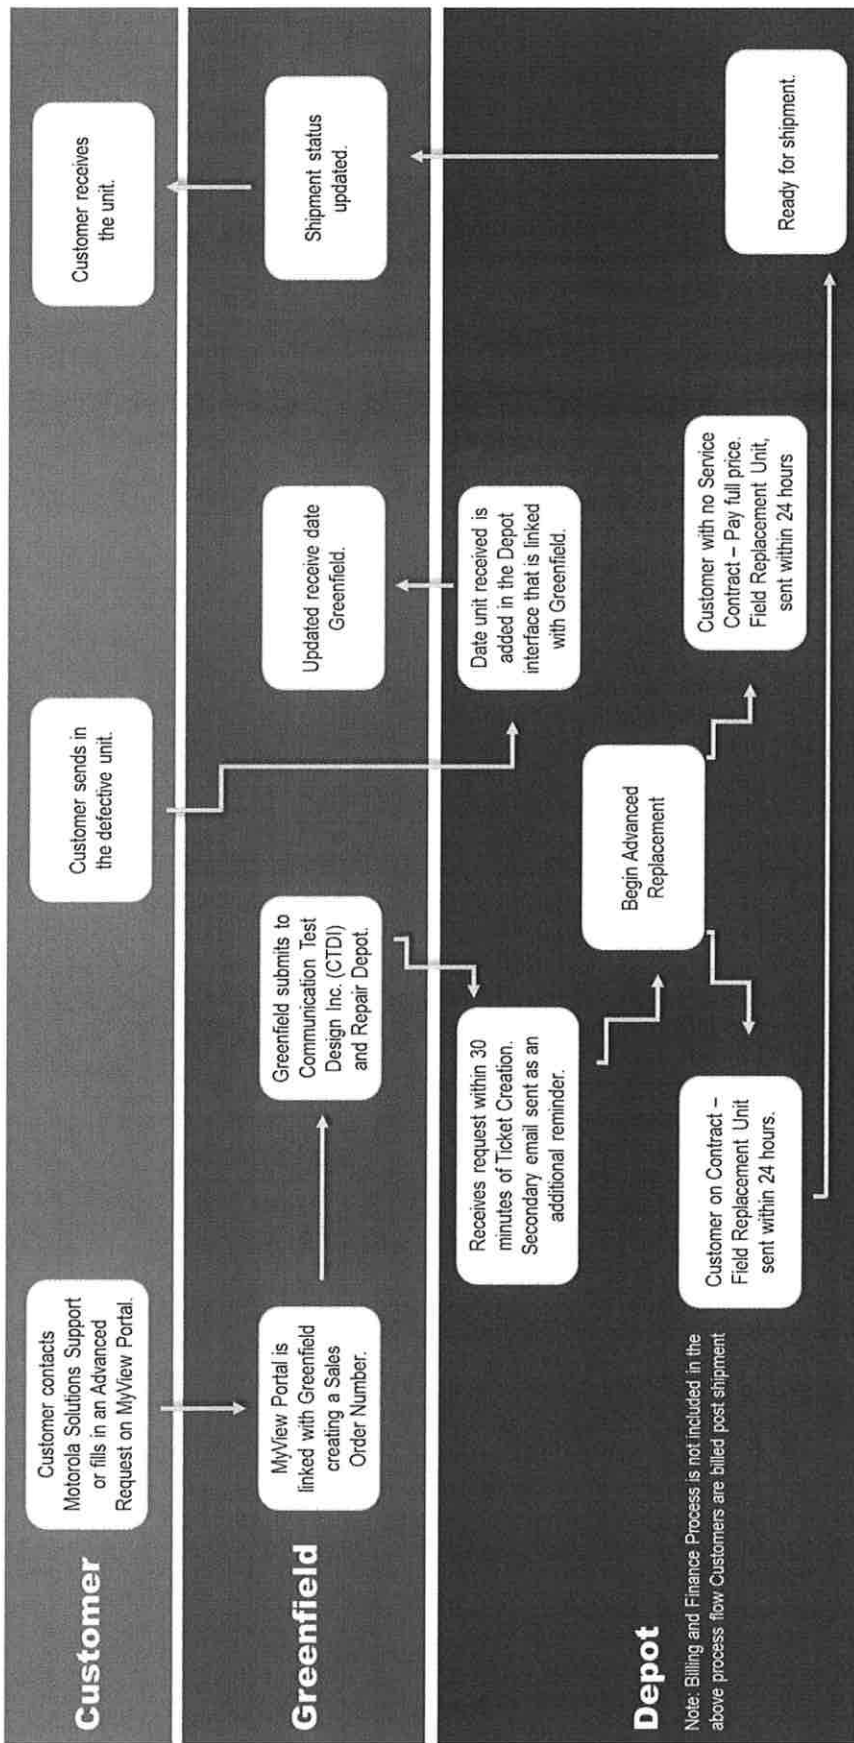 Customer
Customer contacts
Motorola Solutions Support
or fills in an Advanced
Request on MyView Portal.
Customer sends in
the defective unit.
Customer receives
the unit.
Greenfield
MyView Portal is
linked with Greenfield
creating a Sales
Order Number.
Greenfield submits to
Communication Test
Design Inc. (CTDI)
and Repair Depot.
Updated receive date
Greenfield.
Shipment status
updated.
Depot
Receives request within 30
minutes of Ticket Creation.
Secondary email sent as an
additional reminder.
Date unit received is
added in the Depot
interface that is linked
with Greenfield.
Begin Advanced
Replacement
Customer on Contract –
Field Replacement Unit
sent within 24 hours.
Customer with no Service
Contract – Pay full price.
Field Replacement Unit,
sent within 24 hours
Ready for shipment.
Note: Billing and Finance Process is not included in the
above process flow Customers are billed post shipment